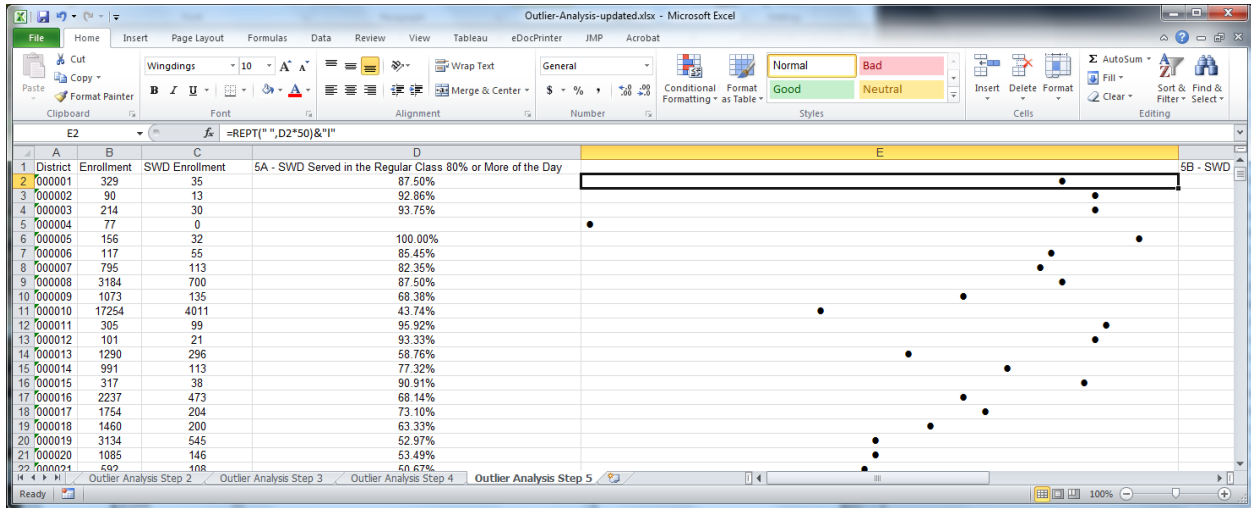 Outlier-Analysis-updated.xlsx - Microsoft Excel
File Home Insert Page Layout Formulas Data Review View Tableau eDocPrinter JMP Acrobat
Paste Cut Copy Format Painter Clipboard
Wingdings 10 A A B I U A Font
Wrap Text Merge & Center Alignment
General $ % , .0 .00 .00 .0 Number
Conditional Formatting Format as Table Normal Bad Good Neutral Styles
Insert Delete Format Cells
Σ AutoSum Fill Clear Sort & Filter Find & Select Editing
E2 fx =REPT(" ",D2*50)&"l"
A B C D E
1 District Enrollment SWD Enrollment 5A - SWD Served in the Regular Class 80% or More of the Day 5B - SWD
2 000001 329 35 87.50%
3 000002 90 13 92.86%
4 000003 214 30 93.75%
5 000004 77 0
6 000005 156 32 100.00%
7 000006 117 55 85.45%
8 000007 795 113 82.35%
9 000008 3184 700 87.50%
10 000009 1073 135 68.38%
11 000010 17254 4011 43.74%
12 000011 305 99 95.92%
13 000012 101 21 93.33%
14 000013 1290 296 58.76%
15 000014 991 113 77.32%
16 000015 317 38 90.91%
17 000016 2237 473 68.14%
18 000017 1754 204 73.10%
19 000018 1460 200 63.33%
20 000019 3134 545 52.97%
21 000020 1085 146 53.49%
22 000021 592 108 50.67%
Outlier Analysis Step 2 Outlier Analysis Step 3 Outlier Analysis Step 4 Outlier Analysis Step 5
Ready 100%